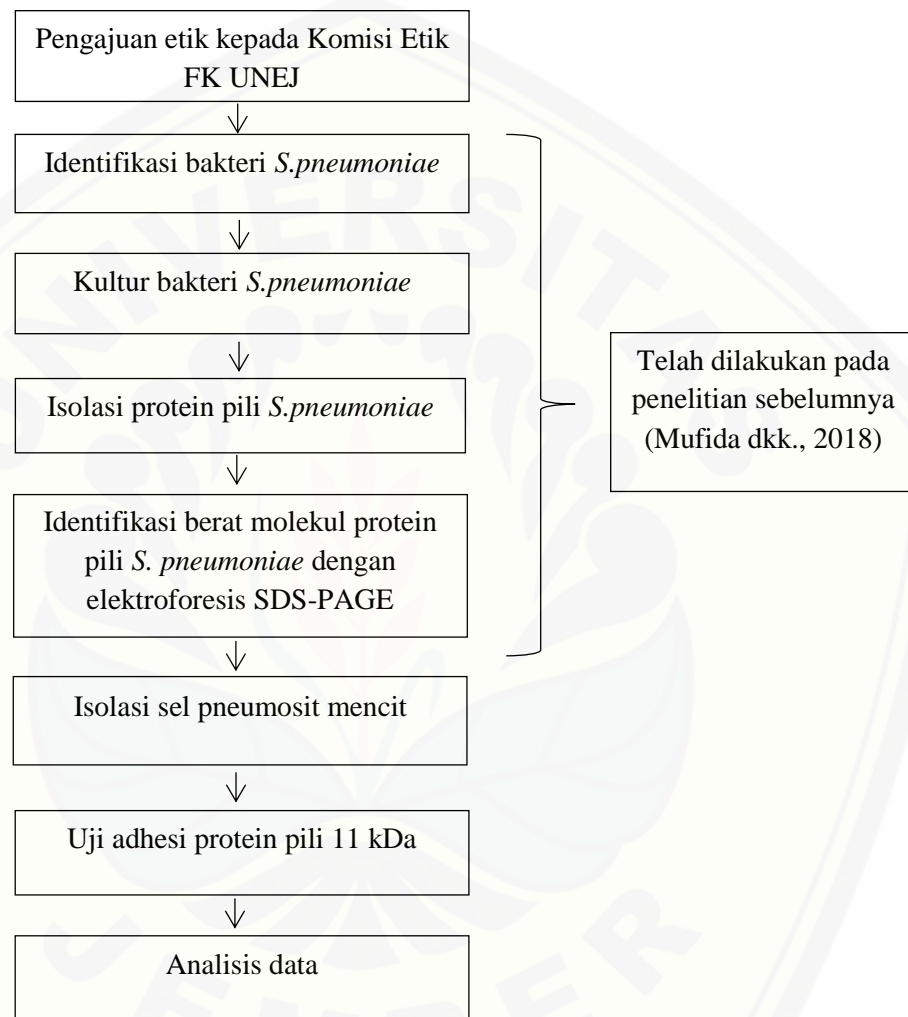 Pengajuan etik kepada Komisi Etik
FK UNEJ
Identifikasi bakteri S.pneumoniae
Kultur bakteri S.pneumoniae
Isolasi protein pili S.pneumoniae
Identifikasi berat molekul protein
pili S. pneumoniae dengan
elektroforesis SDS-PAGE
Telah dilakukan pada
penelitian sebelumnya
(Mufida dkk., 2018)
Isolasi sel pneumosit mencit
Uji adhesi protein pili 11 kDa
Analisis data
UNIVERSITAS
JEMBER